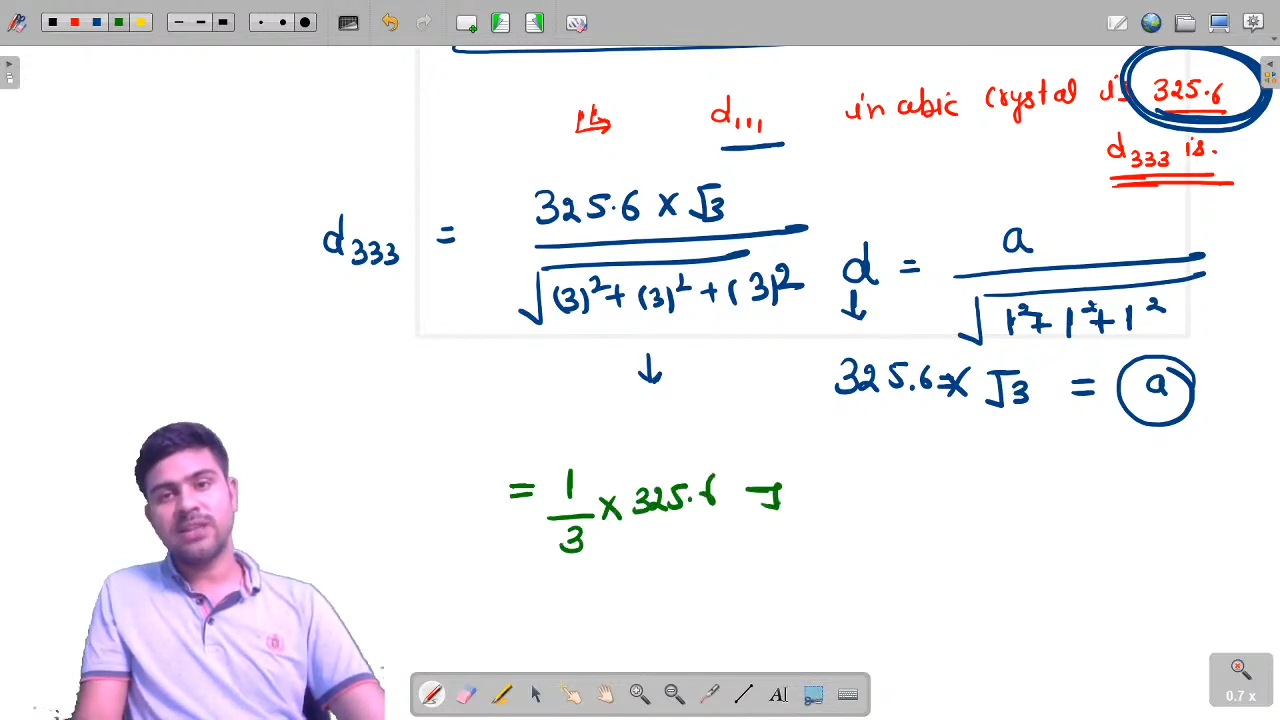 d₁₁₁ in cubic crystal is 325.6
d₃₃₃ is.
d₃₃₃ = 325.6 × √3 / √(3)² + (3)² + (3)²
d = a / √1² + 1² + 1²
325.6 × √3 = a
= 1/3 × 325.6 →
AI
0.7 x